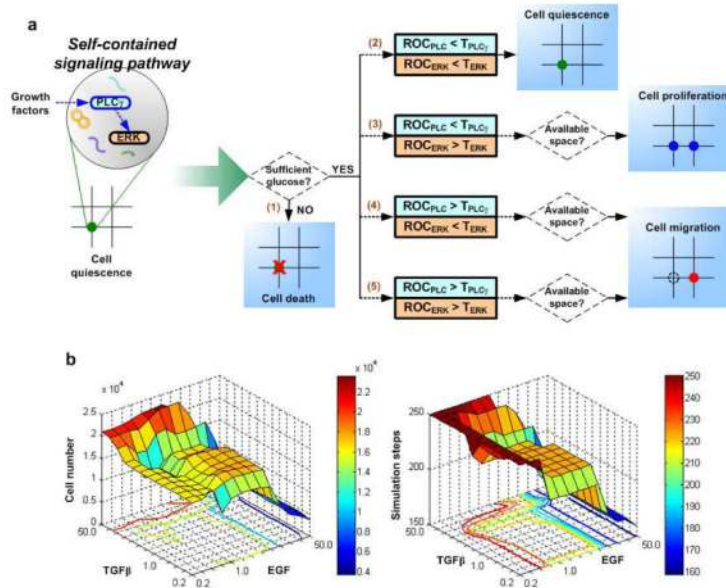 a
Self-contained
signaling pathway
Growth
factors
PLCγ
ERK
Cell
quiescence
Sufficient
glucose?
YES
(1)
NO
Cell death
(2)
ROCPLC < TPLCγ
ROCERK < TERK
Cell quiescence
(3)
ROCPLC < TPLCγ
ROCERK > TERK
Available
space?
Cell proliferation
(4)
ROCPLC > TPLCγ
ROCERK < TERK
Available
space?
Cell migration
(5)
ROCPLC > TPLCγ
ROCERK > TERK
Available
space?
b
x 10⁴
2.5
2
1.5
1
0.5
0
Cell number
50.0
1.0
0.2
TGFβ
0.2
1.0
50.0
EGF
x 10⁴
2.2
2
1.8
1.6
1.4
1.2
1
0.8
0.6
0.4
250
200
150
Simulation steps
50.0
1.0
0.2
TGFβ
0.2
1.0
50.0
EGF
250
240
230
220
210
200
190
180
170
160